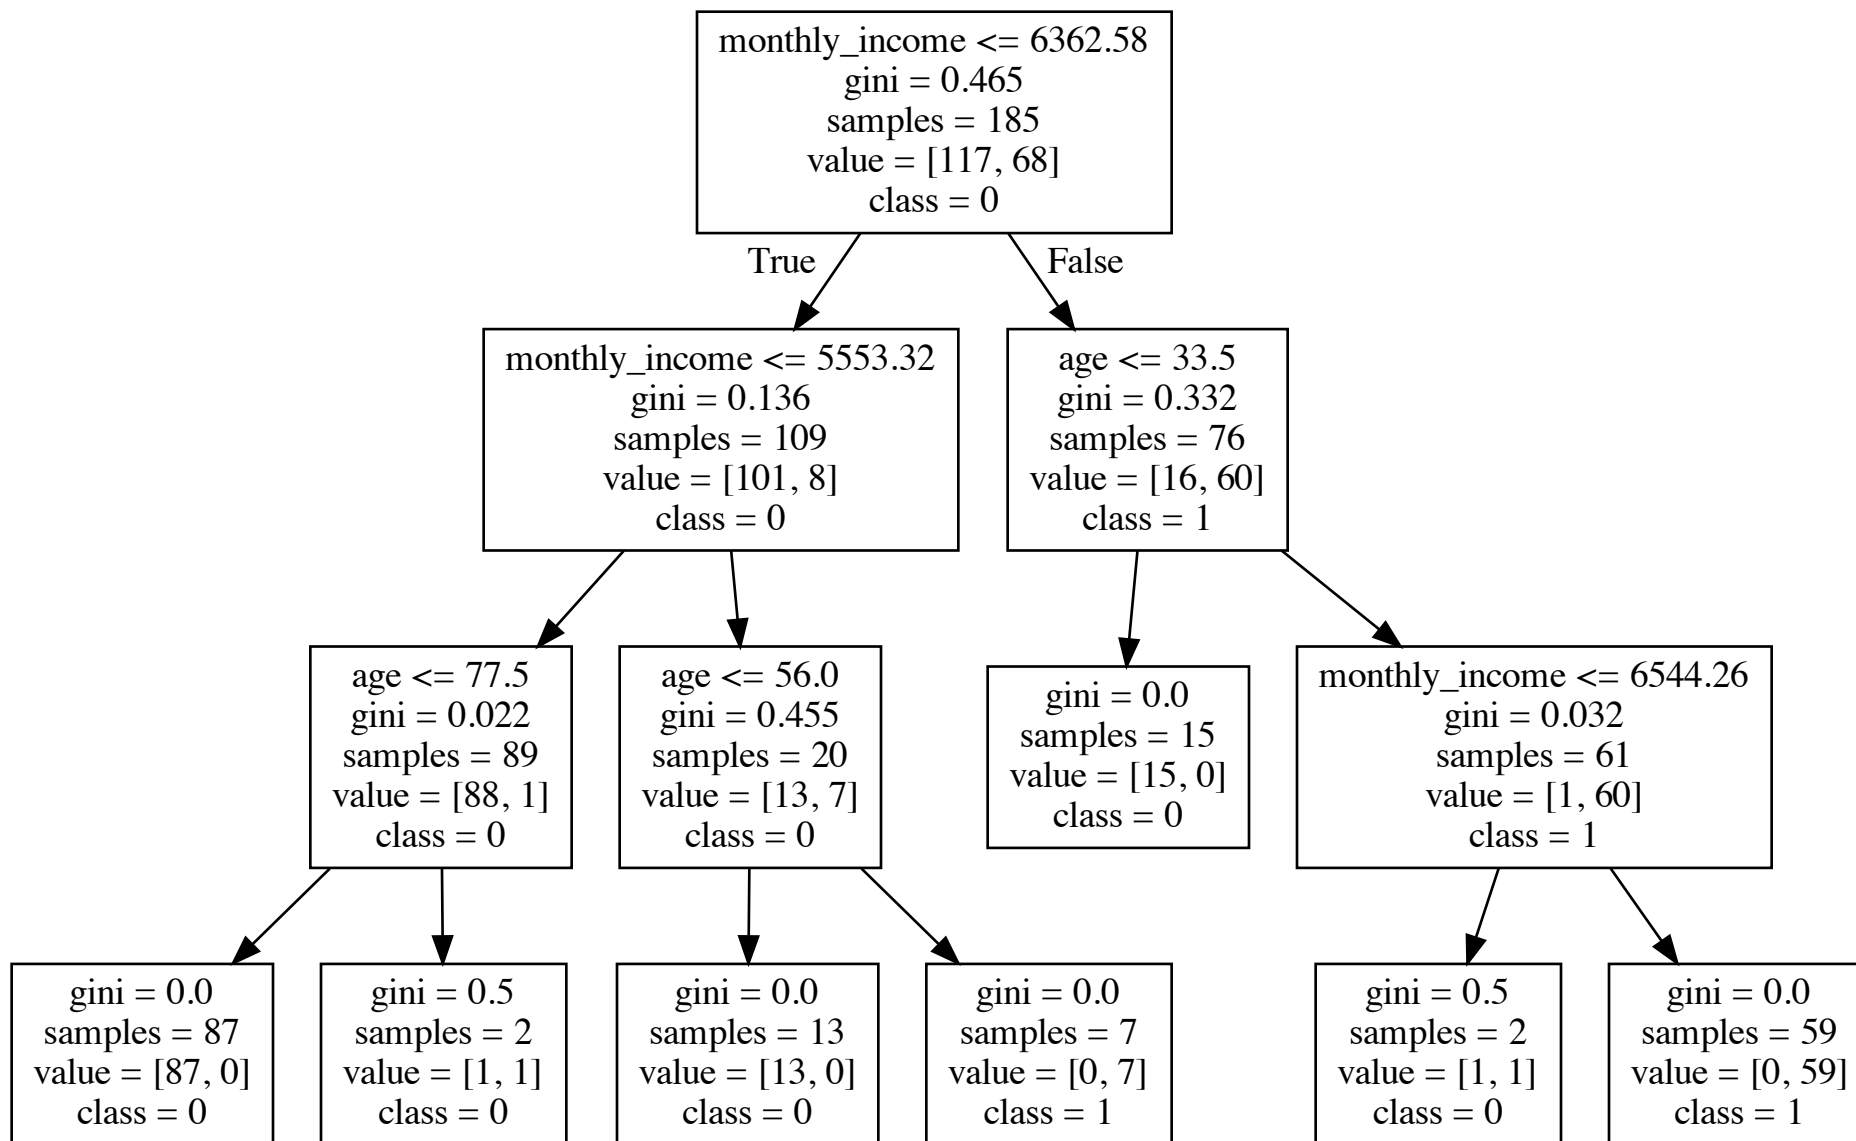 monthly_income <= 6362.58
gini = 0.465
samples = 185
value = [117, 68]
class = 0
True
False
monthly_income <= 5553.32
gini = 0.136
samples = 109
value = [101, 8]
class = 0
age <= 33.5
gini = 0.332
samples = 76
value = [16, 60]
class = 1
age <= 77.5
gini = 0.022
samples = 89
value = [88, 1]
class = 0
age <= 56.0
gini = 0.455
samples = 20
value = [13, 7]
class = 0
gini = 0.0
samples = 15
value = [15, 0]
class = 0
monthly_income <= 6544.26
gini = 0.032
samples = 61
value = [1, 60]
class = 1
gini = 0.0
samples = 87
value = [87, 0]
class = 0
gini = 0.5
samples = 2
value = [1, 1]
class = 0
gini = 0.0
samples = 13
value = [13, 0]
class = 0
gini = 0.0
samples = 7
value = [0, 7]
class = 1
gini = 0.5
samples = 2
value = [1, 1]
class = 0
gini = 0.0
samples = 59
value = [0, 59]
class = 1